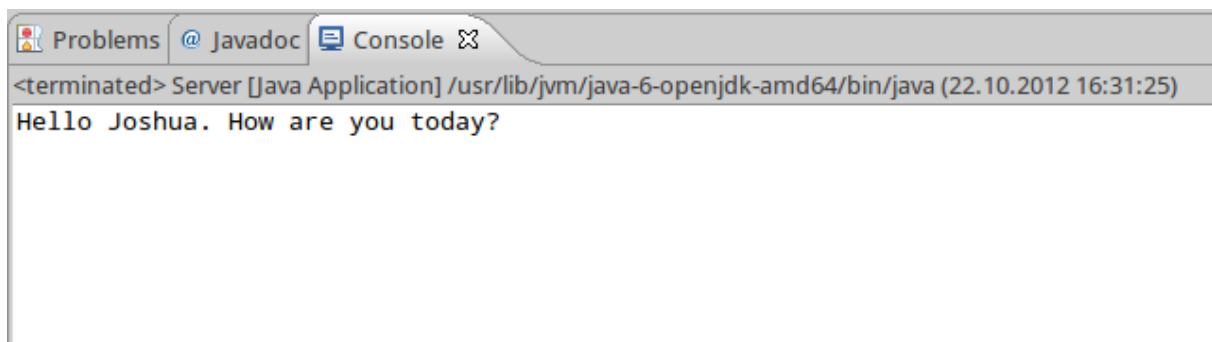 Problems @ Javadoc Console
<terminated> Server [Java Application] /usr/lib/jvm/java-6-openjdk-amd64/bin/java (22.10.2012 16:31:25)
Hello Joshua. How are you today?